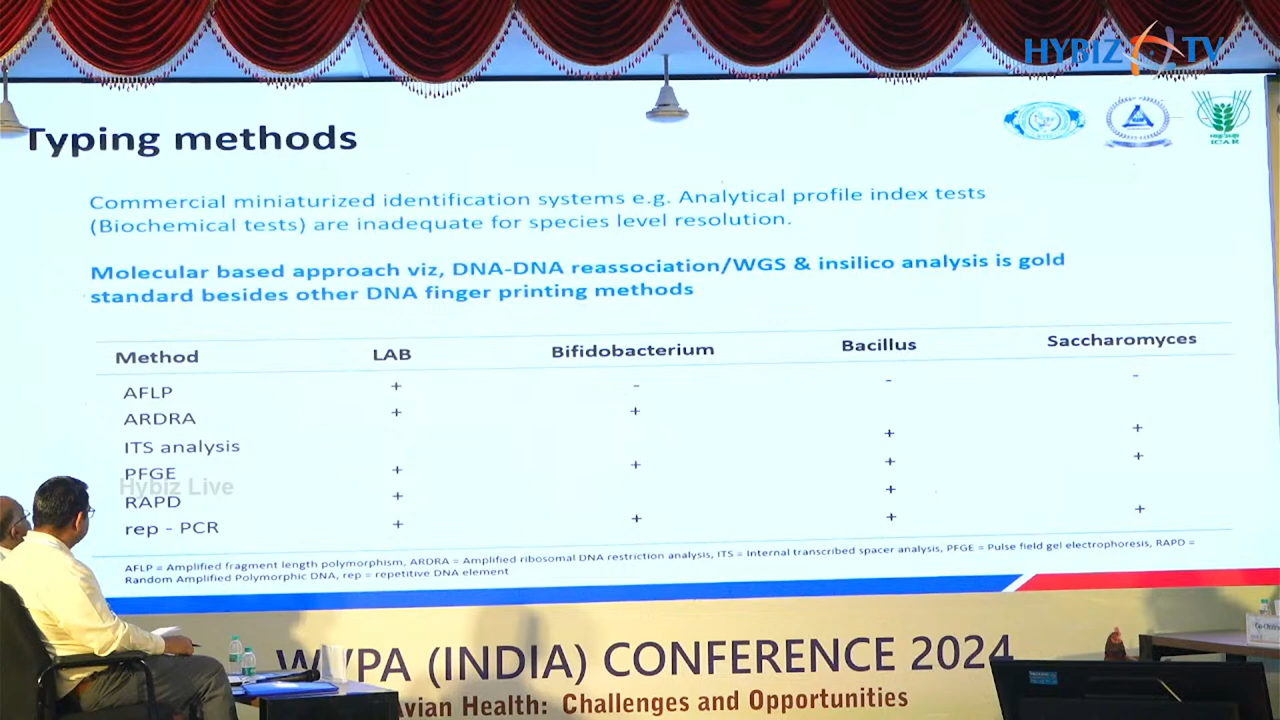 HYBIZ TV
ICAR
Typing methods
Commercial miniaturized identification systems e.g. Analytical profile index tests
(Biochemical tests) are inadequate for species level resolution.
Molecular based approach viz, DNA-DNA reassociation/WGS & insilico analysis is gold
standard besides other DNA finger printing methods
Method LAB Bifidobacterium Bacillus Saccharomyces
AFLP + - - -
ARDRA + +
ITS analysis + +
PFGE + + + +
Hybiz Live
RAPD + +
rep - PCR + + + +
AFLP = Amplified fragment length polymorphism, ARDRA = Amplified ribosomal DNA restriction analysis, ITS = Internal transcribed spacer analysis, PFGE = Pulse field gel electrophoresis, RAPD =
Random Amplified Polymorphic DNA, rep = repetitive DNA element
(INDIA) CONFERENCE 2024
Avian Health: Challenges and Opportunities